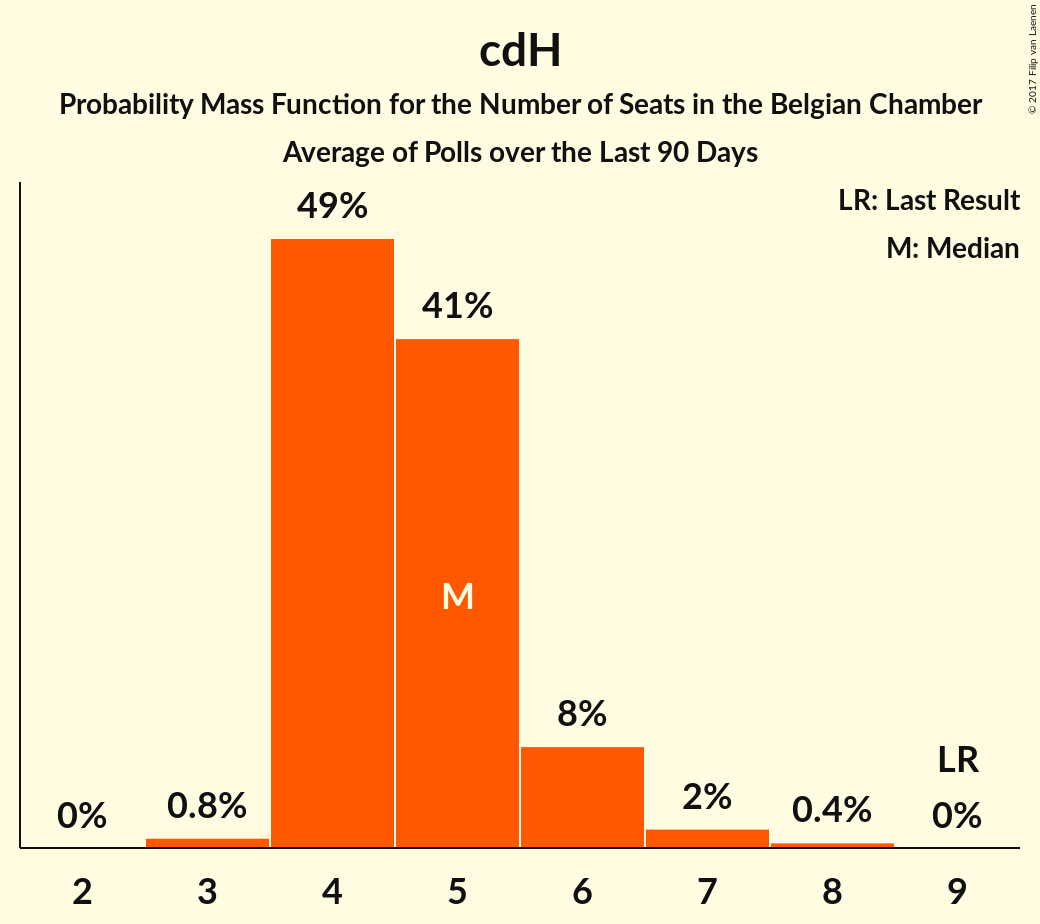 cdH
Probability Mass Function for the Number of Seats in the Belgian Chamber
Average of Polls over the Last 90 Days
© 2017 Filip van Laenen
LR: Last Result
M: Median
49%
41%
M
8%
LR
0%
0.8%
2%
0.4%
0%
2 3 4 5 6 7 8 9